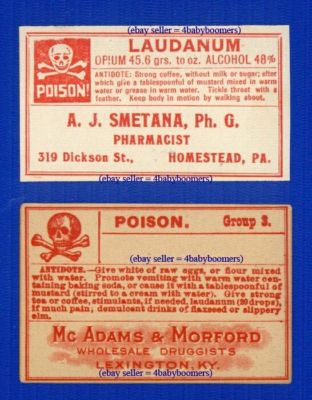 (ebay seller = 4babyboomers)
LAUDANUM
OPIUM 45.6 grs. to oz. ALCOHOL 48%
POISON!
ANTIDOTE: Strong coffee, without milk or sugar; after
which give a tablespoonful of mustard mixed in warm
water or grease in warm water. Tickle throat with a
feather. Keep body in motion by walking about.
A. J. SMETANA, Ph. G.
PHARMACIST
319 Dickson St., HOMESTEAD, PA.
(ebay seller = 4babyboomers)
POISON. Group 3.
(ebay seller = 4babyboomers)
ANTIDOTE.—Give white of raw eggs, or flour mixed
with water. Promote vomiting with warm water con-
taining baking soda, or cause it with a tablespoonful of
mustard (stirred to a cream with water). Give strong
tea or coffee, stimulants, if needed, laudanum (20 drops),
if much pain; demulcent drinks of flaxseed or slippery
elm.
MC ADAMS & MORFORD
WHOLESALE DRUGGISTS
LEXINGTON, KY.
(ebay seller = 4babyboomers)